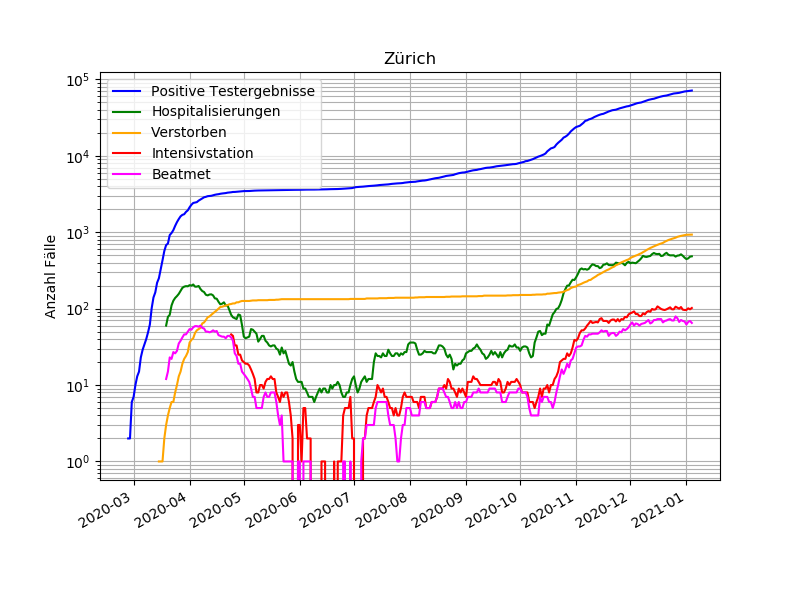 Zürich
Positive Testergebnisse
Hospitalisierungen
Verstorben
Intensivstation
Beatmet
Anzahl Fälle
10^5
10^4
10^3
10^2
10^1
10^0
2020-03
2020-04
2020-05
2020-06
2020-07
2020-08
2020-09
2020-10
2020-11
2020-12
2021-01